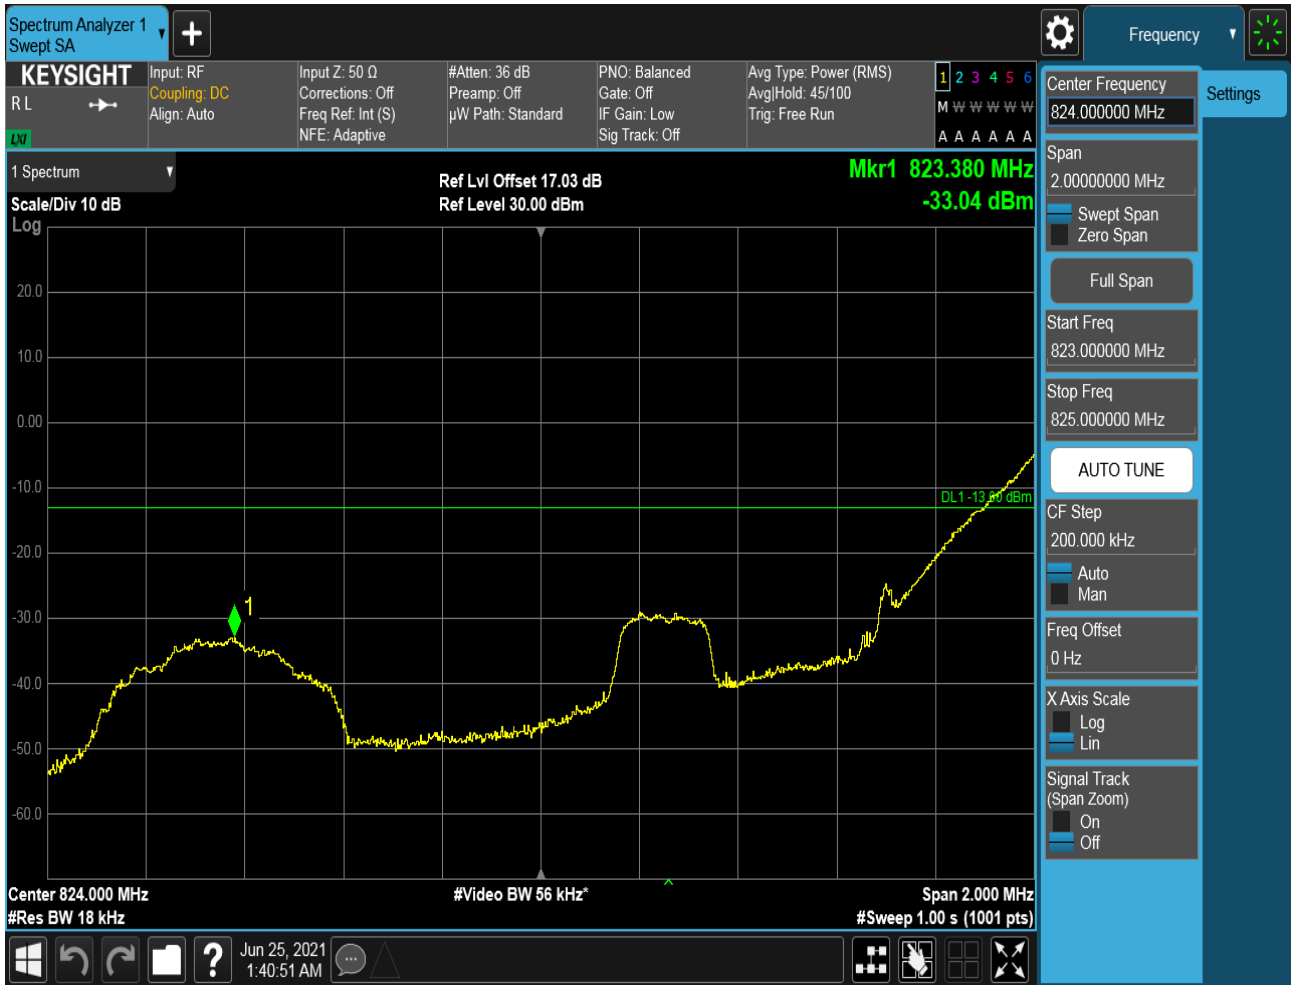 Spectrum Analyzer 1
Swept SA
Frequency
KEYSIGHT
R L
LXI
Input: RF
Coupling: DC
Align: Auto
Input Z: 50 Ω
Corrections: Off
Freq Ref: Int (S)
NFE: Adaptive
#Atten: 36 dB
Preamp: Off
µW Path: Standard
PNO: Balanced
Gate: Off
IF Gain: Low
Sig Track: Off
Avg Type: Power (RMS)
Avg|Hold: 45/100
Trig: Free Run
1 2 3 4 5 6
M W W W W W
A A A A A A
1 Spectrum
Scale/Div 10 dB
Log
Ref Lvl Offset 17.03 dB
Ref Level 30.00 dBm
Mkr1 823.380 MHz
-33.04 dBm
20.0
10.0
0.00
-10.0
-20.0
-30.0
-40.0
-50.0
-60.0
DL1 -13.00 dBm
1
Center 824.000 MHz
#Res BW 18 kHz
#Video BW 56 kHz*
Span 2.000 MHz
#Sweep 1.00 s (1001 pts)
Jun 25, 2021
1:40:51 AM
?
Center Frequency
824.000000 MHz
Settings
Span
2.00000000 MHz
Swept Span
Zero Span
Full Span
Start Freq
823.000000 MHz
Stop Freq
825.000000 MHz
AUTO TUNE
CF Step
200.000 kHz
Auto
Man
Freq Offset
0 Hz
X Axis Scale
Log
Lin
Signal Track
(Span Zoom)
On
Off